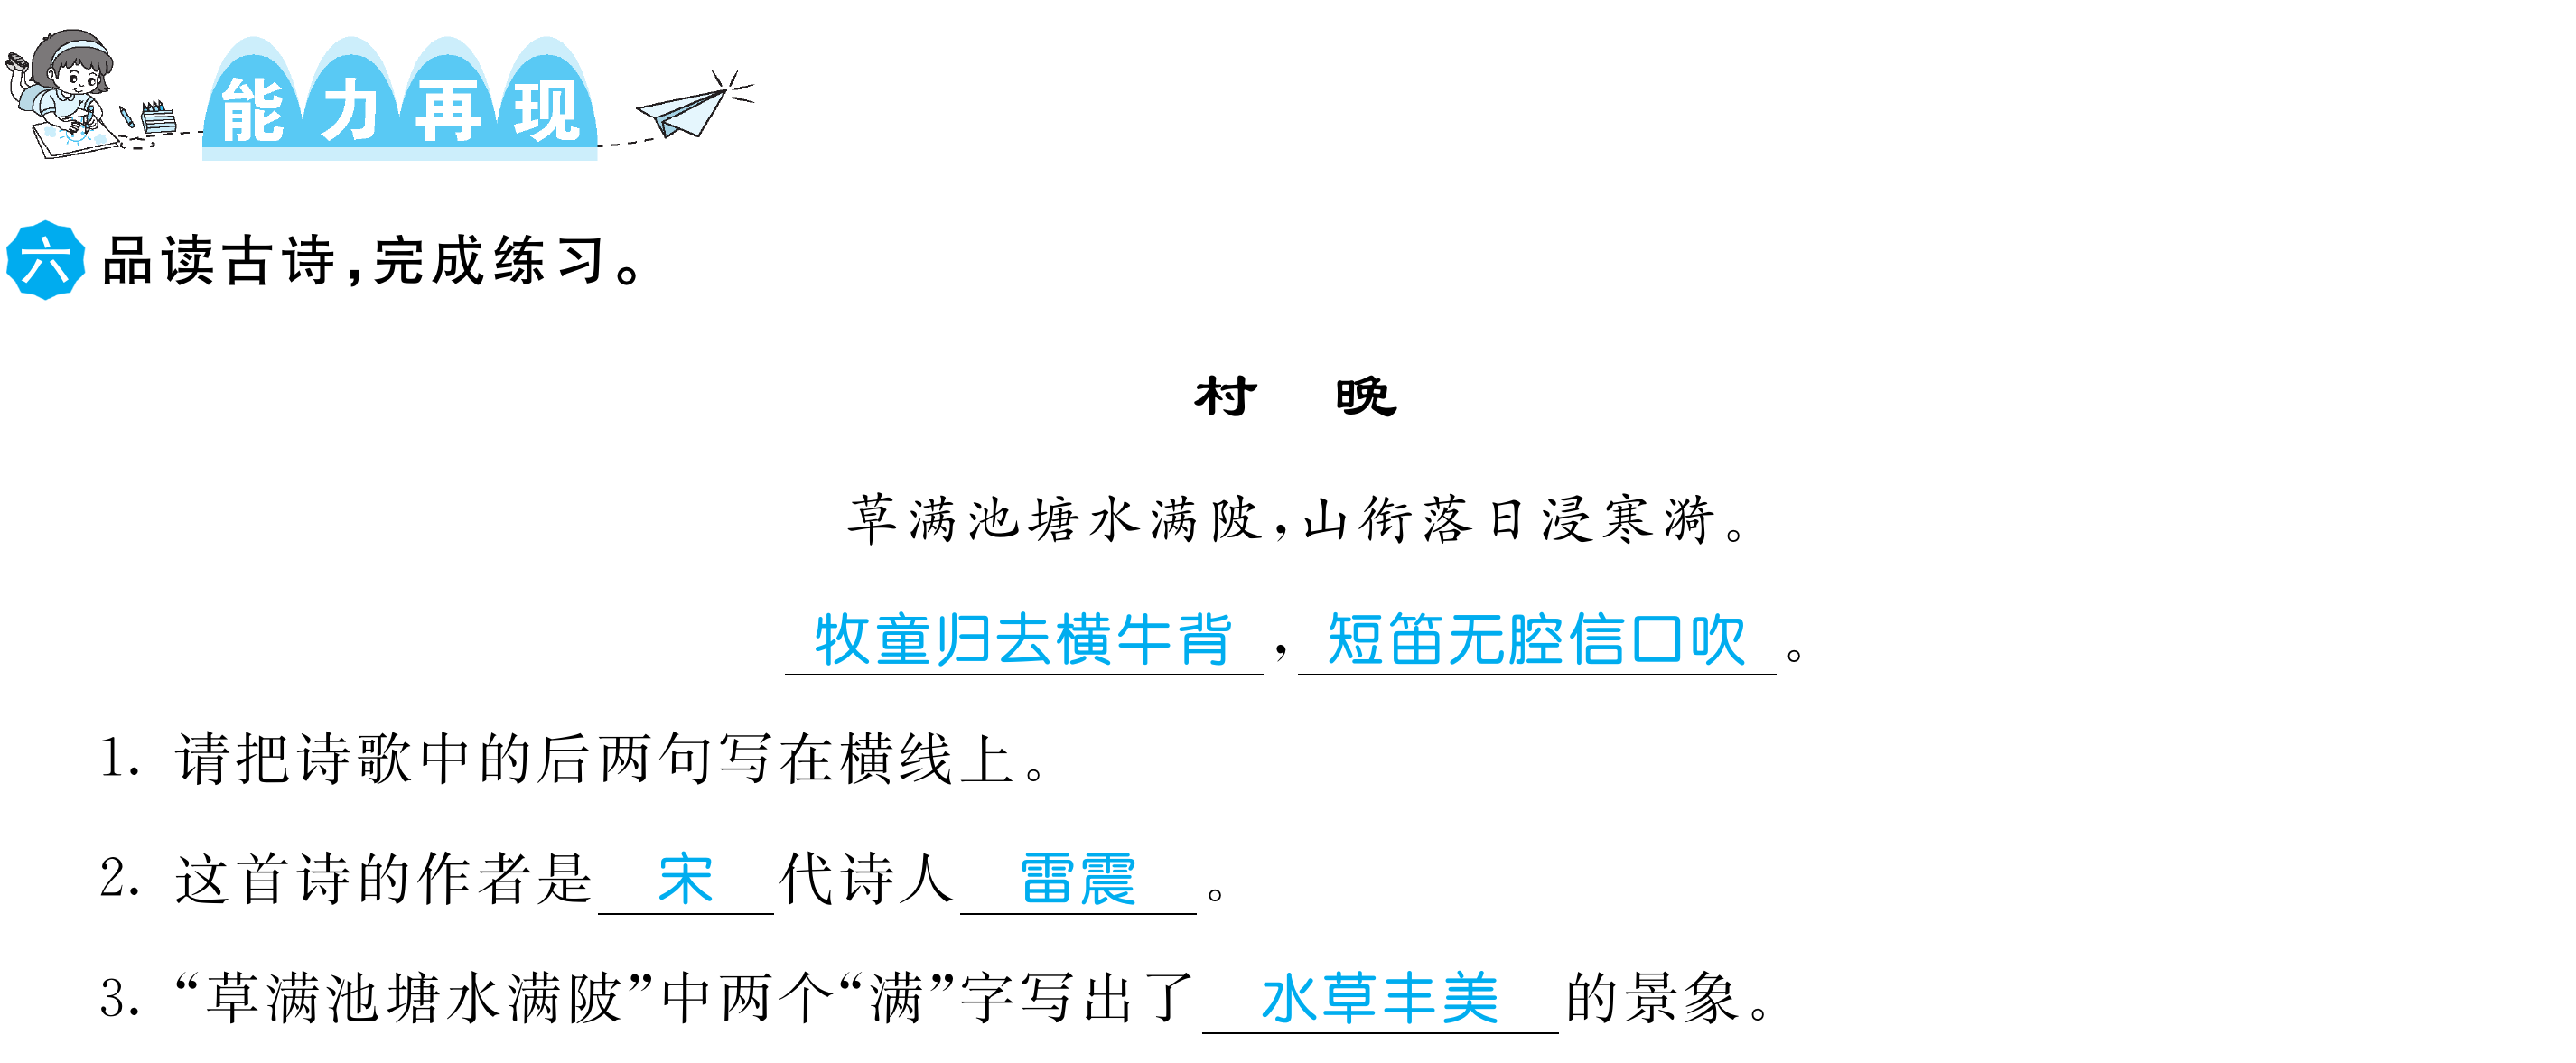 能力再现
六 品读古诗,完成练习。
村 晚
草满池塘水满陂,山衔落日浸寒漪。
牧童归去横牛背,短笛无腔信口吹。
1. 请把诗歌中的后两句写在横线上。
2. 这首诗的作者是 宋 代诗人 雷震 。
3. “草满池塘水满陂”中两个“满”字写出了 水草丰美 的景象。